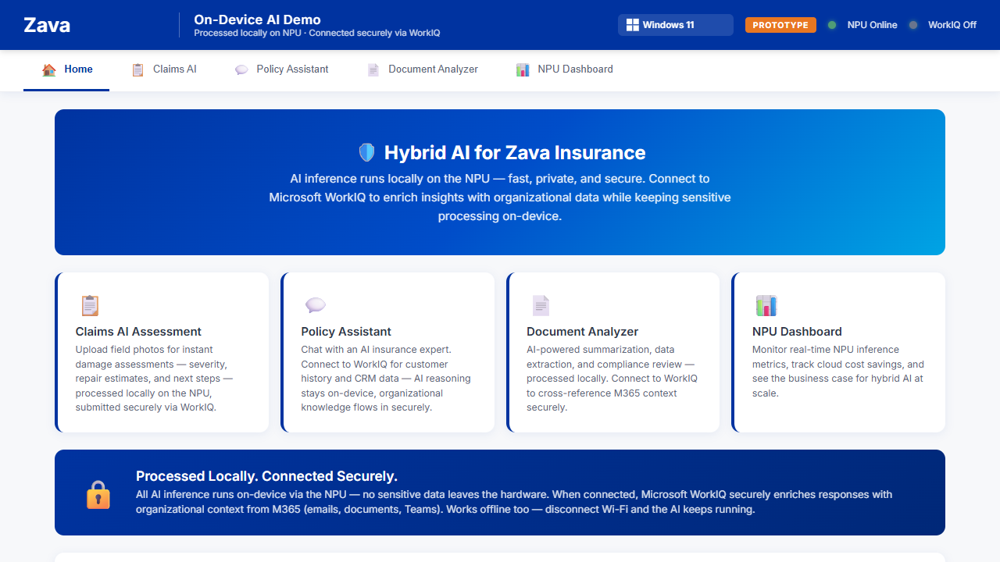 Zava
On-Device AI Demo
Processed locally on NPU · Connected securely via WorkIQ
Windows 11
PROTOTYPE
NPU Online
WorkIQ Off
Home
Claims AI
Policy Assistant
Document Analyzer
NPU Dashboard
Hybrid AI for Zava Insurance
AI inference runs locally on the NPU — fast, private, and secure. Connect to
Microsoft WorkIQ to enrich insights with organizational data while keeping sensitive
processing on-device.
Claims AI Assessment
Upload field photos for instant
damage assessments — severity,
repair estimates, and next steps —
processed locally on the NPU,
submitted securely via WorkIQ.
Policy Assistant
Chat with an AI insurance expert.
Connect to WorkIQ for customer
history and CRM data — AI reasoning
stays on-device, organizational
knowledge flows in securely.
Document Analyzer
AI-powered summarization, data
extraction, and compliance review —
processed locally. Connect to WorkIQ
to cross-reference M365 context
securely.
NPU Dashboard
Monitor real-time NPU inference
metrics, track cloud cost savings, and
see the business case for hybrid AI at
scale.
Processed Locally. Connected Securely.
All AI inference runs on-device via the NPU — no sensitive data leaves the hardware. When connected, Microsoft WorkIQ securely enriches responses with
organizational context from M365 (emails, documents, Teams). Works offline too — disconnect Wi-Fi and the AI keeps running.